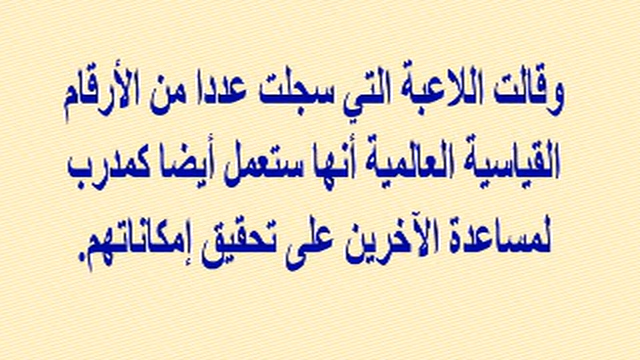 وقالت اللاعبة التي سجلت عددا من الأرقام
القياسية العالمية أنها ستعمل أيضا كمدرب
لمساعدة الآخرين على تحقيق إمكاناتهم.